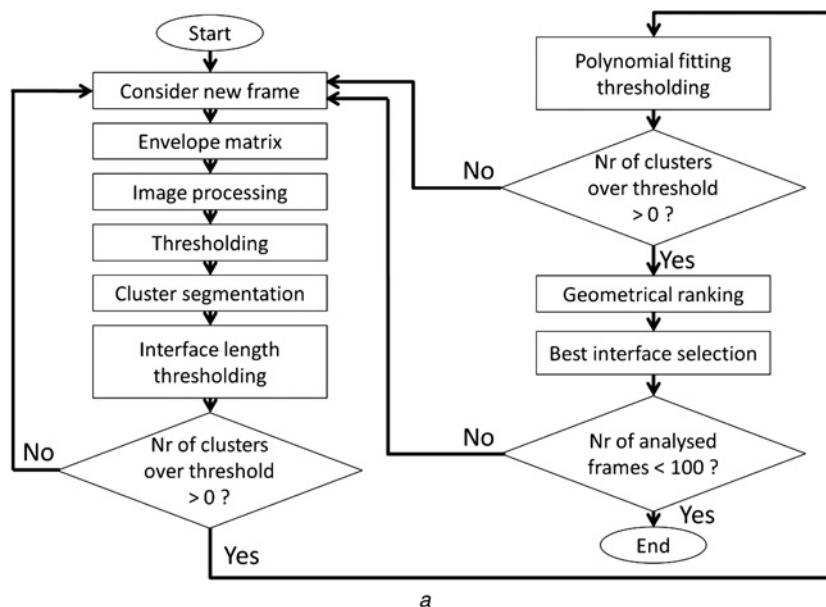 Start
Consider new frame
Envelope matrix
Image processing
Thresholding
Cluster segmentation
Interface length
thresholding
Nr of clusters
over threshold
> 0 ?
No
Yes
Polynomial fitting
thresholding
Nr of clusters
over threshold
> 0 ?
No
Yes
Geometrical ranking
Best interface selection
Nr of analysed
frames < 100 ?
No
Yes
End
a